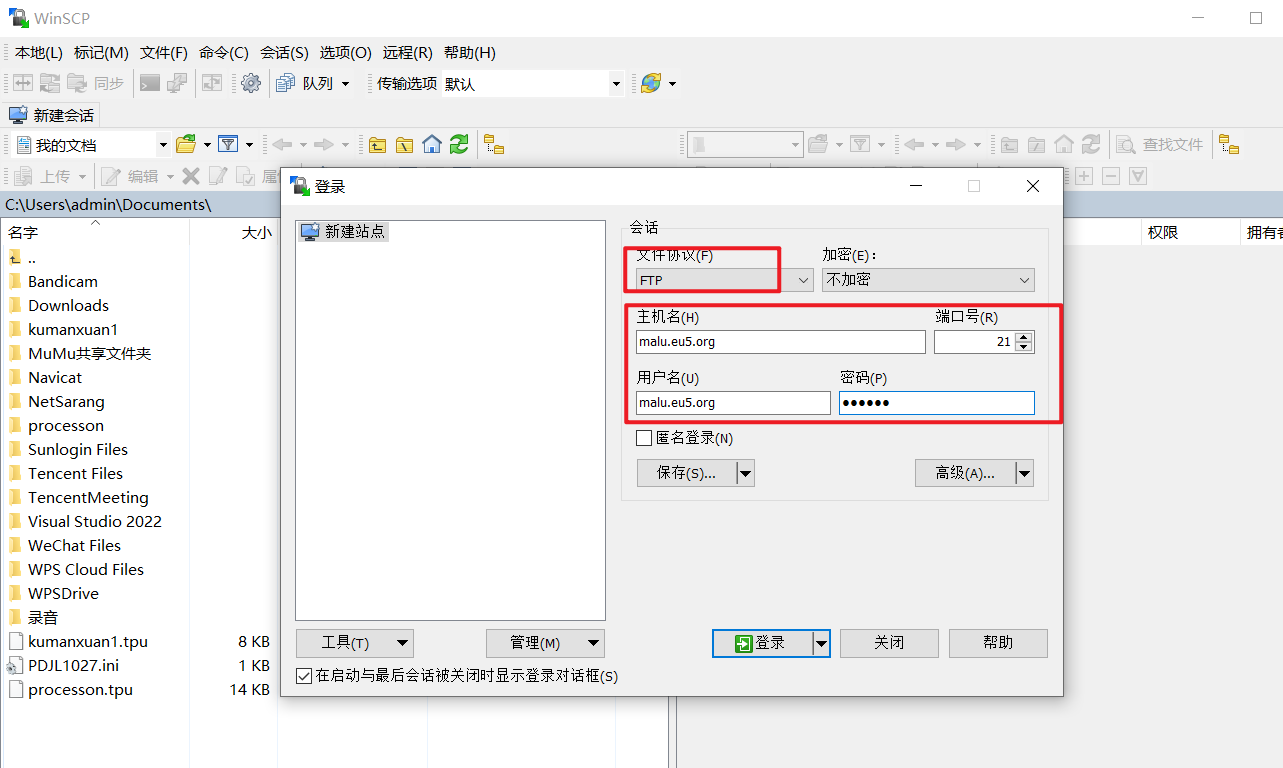 WinSCP
本地(L) 标记(M) 文件(F) 命令(C) 会话(S) 选项(O) 远程(R) 帮助(H)
同步 队列 传输选项 默认
新建会话
我的文档 查找文件
上传 编辑
C:\Users\admin\Documents\
名字 大小 权限
..
Bandicam
Downloads
kumanxuan1
MuMu共享文件夹
Navicat
NetSarang
processon
Sunlogin Files
Tencent Files
TencentMeeting
Visual Studio 2022
WeChat Files
WPS Cloud Files
WPSDrive
录音
kumanxuan1.tpu 8 KB
PDJL1027.ini 1 KB
processon.tpu 14 KB
登录
新建站点
会话
文件协议(F) 加密(E)：
FTP 不加密
主机名(H) 端口号(R)
malu.eu5.org 21
用户名(U) 密码(P)
malu.eu5.org ••••••
匿名登录(N)
保存(S)... 高级(A)...
工具(T) 管理(M) 登录 关闭 帮助
在启动与最后会话被关闭时显示登录对话框(S)